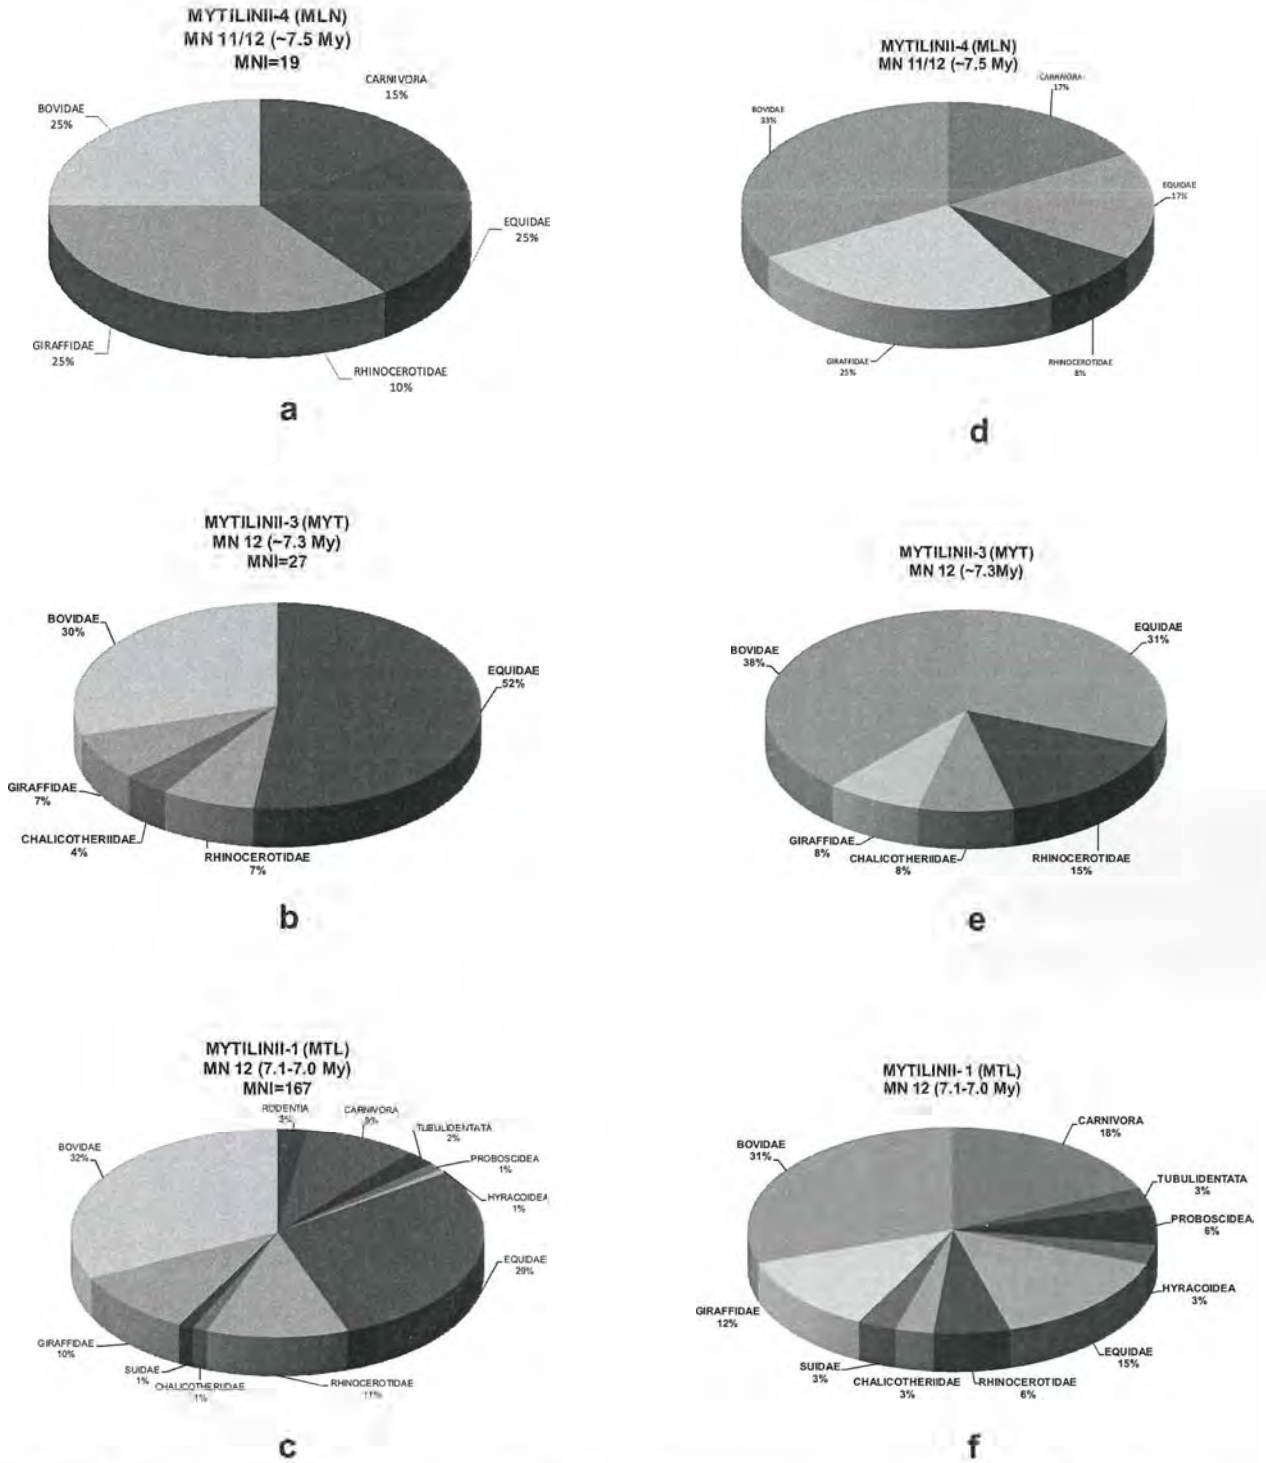 MYTILINII-4 (MLN)
MN 11/12 (~7.5 My)
MNI=19
CARNIVORA
15%
BOVIDAE
25%
EQUIDAE
25%
GIRAFFIDAE
25%
RHINOCEROTIDAE
10%
a
MYTILINII-4 (MLN)
MN 11/12 (~7.5 My)
CARNIVORA
17%
BOVIDAE
33%
EQUIDAE
17%
GIRAFFIDAE
25%
RHINOCEROTIDAE
8%
d
MYTILINII-3 (MYT)
MN 12 (~7.3 My)
MNI=27
BOVIDAE
30%
EQUIDAE
52%
GIRAFFIDAE
7%
CHALICOTHERIIDAE
4%
RHINOCEROTIDAE
7%
b
MYTILINII-3 (MYT)
MN 12 (~7.3My)
EQUIDAE
31%
BOVIDAE
38%
GIRAFFIDAE
8%
CHALICOTHERIIDAE
8%
RHINOCEROTIDAE
15%
e
MYTILINII-1 (MTL)
MN 12 (7.1-7.0 My)
MNI=167
RODENTIA
CARNIVORA
TUBULIDENTATA
2%
PROBOSCIDEA
1%
HYRACOIDEA
1%
BOVIDAE
32%
EQUIDAE
29%
GIRAFFIDAE
10%
SUIDAE
1%
CHALICOTHERIIDAE
1%
RHINOCEROTIDAE
11%
c
MYTILINII- 1 (MTL)
MN 12 (7.1-7.0 My)
CARNIVORA
18%
BOVIDAE
31%
TUBULIDENTATA
3%
PROBOSCIDEA
6%
HYRACOIDEA
3%
GIRAFFIDAE
12%
EQUIDAE
15%
SUIDAE
3%
CHALICOTHERIIDAE
3%
RHINOCEROTIDAE
6%
f